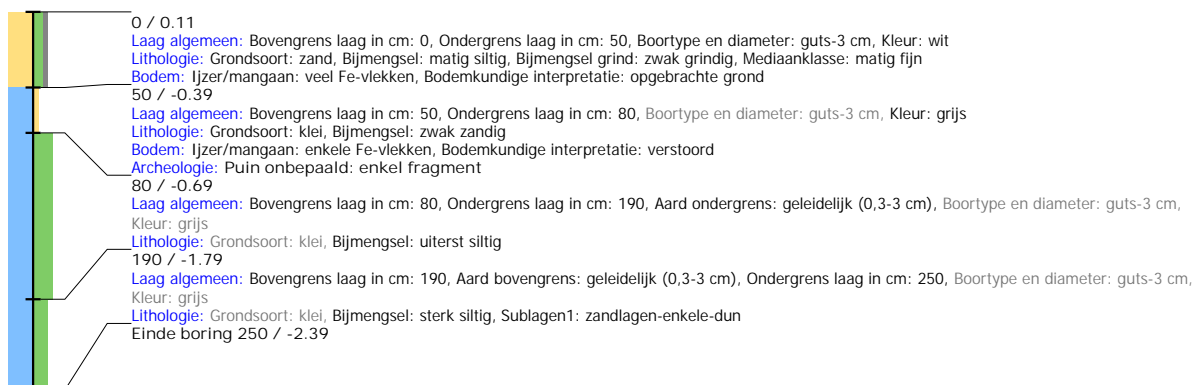 0 / 0.11
Laag algemeen: Bovengrens laag in cm: 0, Ondergrens laag in cm: 50, Boortype en diameter: guts-3 cm, Kleur: wit
Lithologie: Grondsoort: zand, Bijmengsel: matig siltig, Bijmengsel grind: zwak grindig, Mediaanklasse: matig fijn
Bodem: Ijzer/mangaan: veel Fe-vlekken, Bodemkundige interpretatie: opgebrachte grond
50 / -0.39
Laag algemeen: Bovengrens laag in cm: 50, Ondergrens laag in cm: 80, Boortype en diameter: guts-3 cm, Kleur: grijs
Lithologie: Grondsoort: klei, Bijmengsel: zwak zandig
Bodem: Ijzer/mangaan: enkele Fe-vlekken, Bodemkundige interpretatie: verstoord
Archeologie: Puin onbepaald: enkel fragment
80 / -0.69
Laag algemeen: Bovengrens laag in cm: 80, Ondergrens laag in cm: 190, Aard ondergrens: geleidelijk (0,3-3 cm), Boortype en diameter: guts-3 cm,
Kleur: grijs
Lithologie: Grondsoort: klei, Bijmengsel: uiterst siltig
190 / -1.79
Laag algemeen: Bovengrens laag in cm: 190, Aard bovengrens: geleidelijk (0,3-3 cm), Ondergrens laag in cm: 250, Boortype en diameter: guts-3 cm,
Kleur: grijs
Lithologie: Grondsoort: klei, Bijmengsel: sterk siltig, Sublagen1: zandlagen-enkele-dun
Einde boring 250 / -2.39